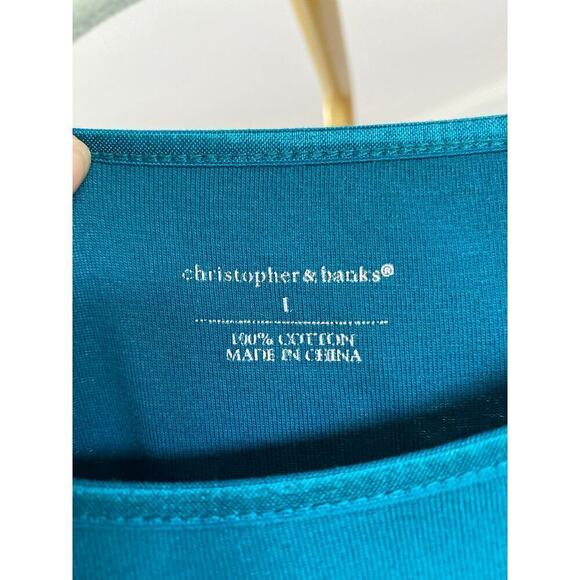 christopher & banks®
L
100% COTTON
MADE IN CHINA